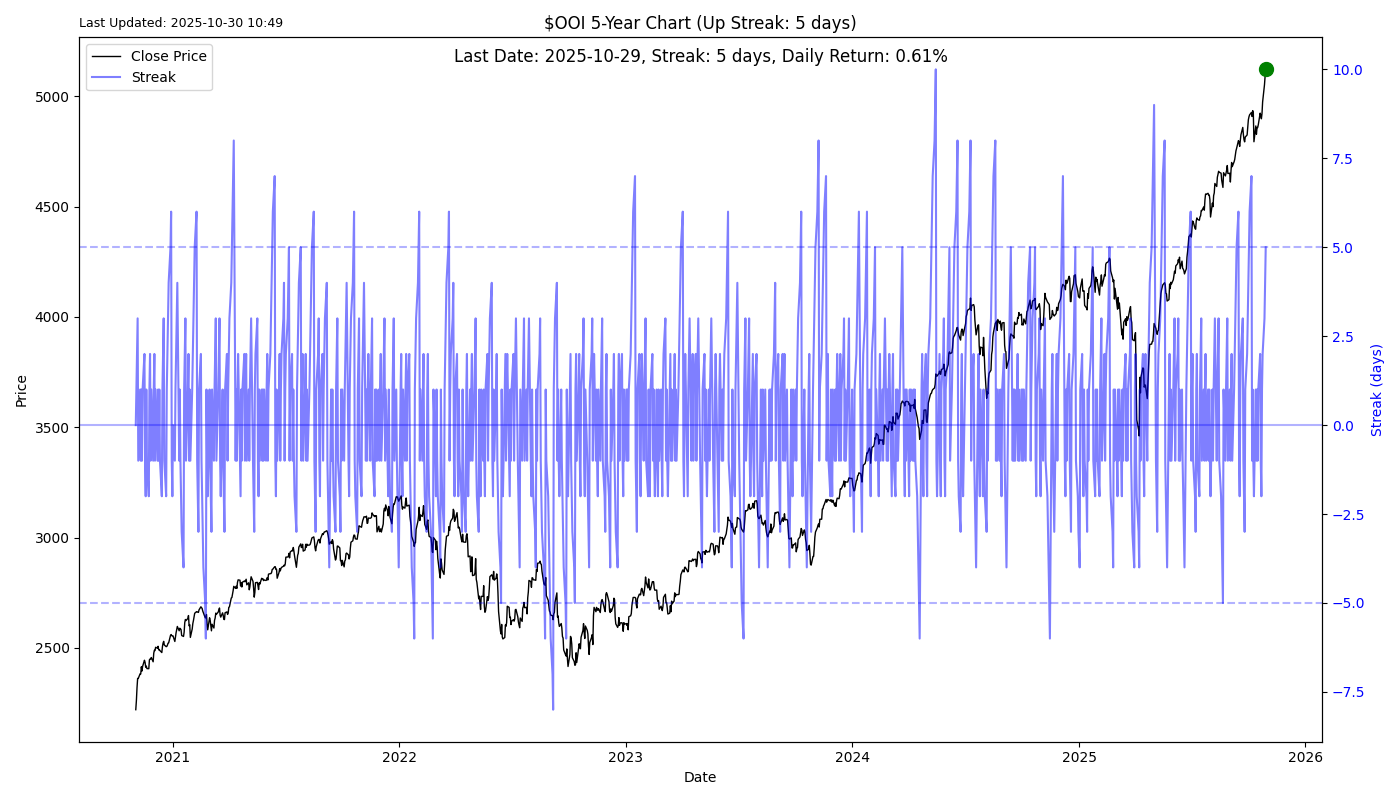 Last Updated: 2025-10-30 10:49
$OOI 5-Year Chart (Up Streak: 5 days)
Last Date: 2025-10-29, Streak: 5 days, Daily Return: 0.61%
Close Price
Streak
Price
5000
4500
4000
3500
3000
2500
10.0
7.5
5.0
2.5
0.0
−2.5
−5.0
−7.5
Streak (days)
2021
2022
2023
2024
2025
2026
Date